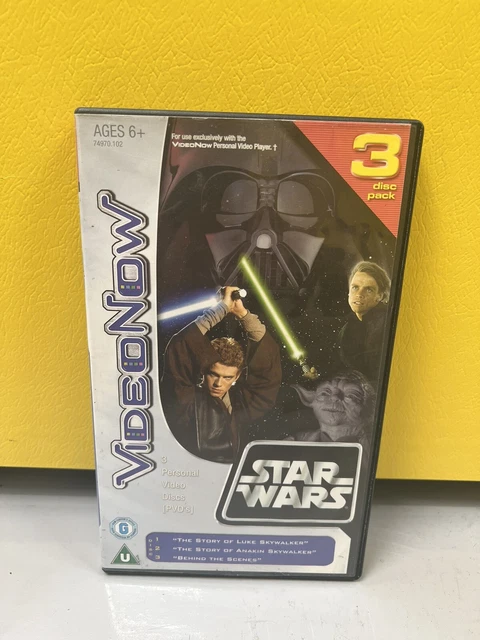 AGES 6+
74970.102
For use exclusively with the
VIDEONOW Personal Video Player.†
3
disc
pack
VIDEONOW
3
Personal
Video
Discs
[PVD's]
STAR
WARS
G
U
1 "THE STORY OF LUKE SKYWALKER"
2 "THE STORY OF ANAKIN SKYWALKER"
3 "BEHIND THE SCENES"